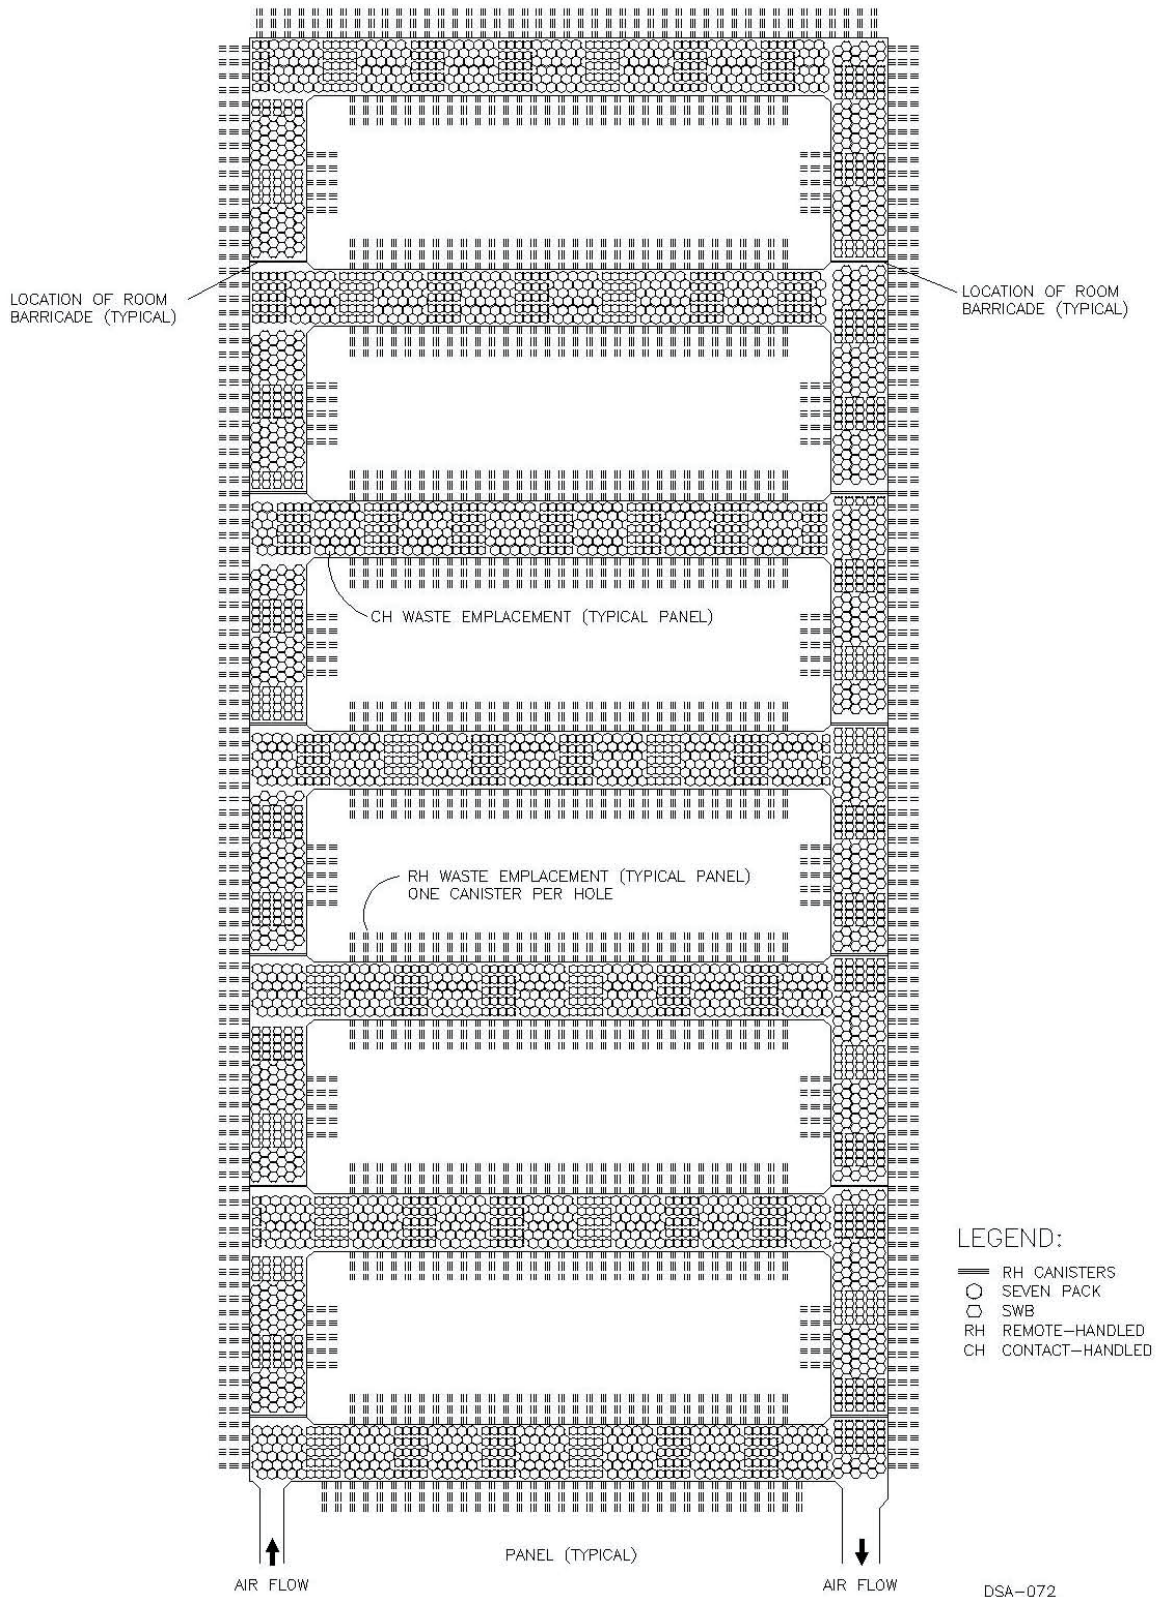 LOCATION OF ROOM
BARRICADE (TYPICAL)
LOCATION OF ROOM
BARRICADE (TYPICAL)
CH WASTE EMPLACEMENT (TYPICAL PANEL)
RH WASTE EMPLACEMENT (TYPICAL PANEL)
ONE CANISTER PER HOLE
LEGEND:
RH CANISTERS
SEVEN PACK
SWB
RH REMOTE-HANDLED
CH CONTACT-HANDLED
PANEL (TYPICAL)
AIR FLOW
AIR FLOW
DSA-072